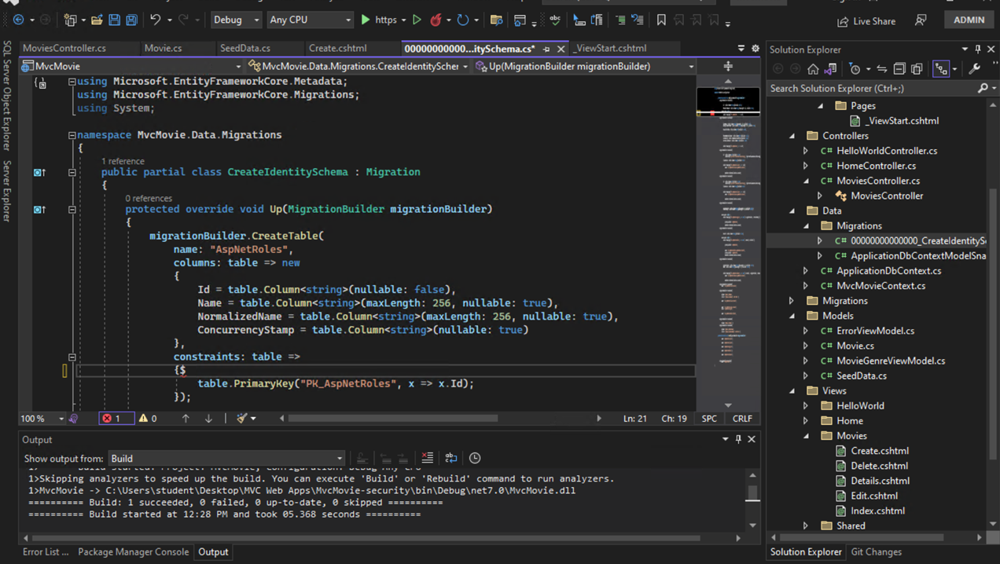 Debug
Any CPU
https
Live Share
ADMIN
MoviesController.cs
Movie.cs
SeedData.cs
Create.cshtml
00000000000...itySchema.cs*
_ViewStart.cshtml
MvcMovie
MvcMovie.Data.Migrations.CreateIdentitySchem
Up(MigrationBuilder migrationBuilder)
SQL Server Object Explorer
Server Explorer
using Microsoft.EntityFrameworkCore.Metadata;
using Microsoft.EntityFrameworkCore.Migrations;
using System;
namespace MvcMovie.Data.Migrations
{
1 reference
public partial class CreateIdentitySchema : Migration
{
0 references
protected override void Up(MigrationBuilder migrationBuilder)
{
migrationBuilder.CreateTable(
name: "AspNetRoles",
columns: table => new
{
Id = table.Column<string>(nullable: false),
Name = table.Column<string>(maxLength: 256, nullable: true),
NormalizedName = table.Column<string>(maxLength: 256, nullable: true),
ConcurrencyStamp = table.Column<string>(nullable: true)
},
constraints: table =>
{$
table.PrimaryKey("PK_AspNetRoles", x => x.Id);
});
100 %
1
0
Ln: 21
Ch: 19
SPC
CRLF
Output
Show output from:
Build
1>Skipping analyzers to speed up the build. You can execute 'Build' or 'Rebuild' command to run analyzers.
1>MvcMovie -> C:\Users\student\Desktop\MVC Web Apps\MvcMovie-security\bin\Debug\net7.0\MvcMovie.dll
========== Build: 1 succeeded, 0 failed, 0 up-to-date, 0 skipped ==========
========== Build started at 12:28 PM and took 05.368 seconds ==========
Error List ...
Package Manager Console
Output
Solution Explorer
Search Solution Explorer (Ctrl+;)
Pages
_ViewStart.cshtml
Controllers
HelloWorldController.cs
HomeController.cs
MoviesController.cs
MoviesController
Data
Migrations
00000000000000_CreateIdentityS
ApplicationDbContextModelSna
ApplicationDbContext.cs
MvcMovieContext.cs
Migrations
Models
ErrorViewModel.cs
Movie.cs
MovieGenreViewModel.cs
SeedData.cs
Views
HelloWorld
Home
Movies
Create.cshtml
Delete.cshtml
Details.cshtml
Edit.cshtml
Index.cshtml
Shared
Solution Explorer
Git Changes